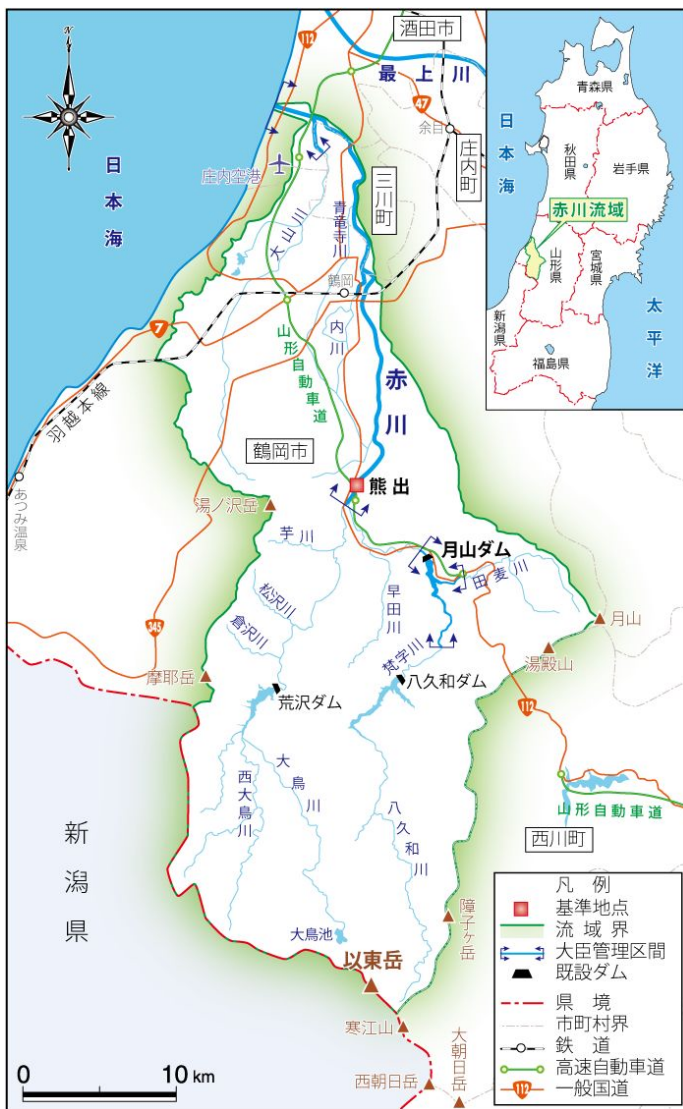 N
112
酒田市
最上川
47
余目
庄内町
日本海
庄内空港
三川町
青竜寺川
大山川
鶴岡
内川
7
山形自動車道
赤川
羽越本線
鶴岡市
熊出
あつみ温泉
湯ノ沢岳
芋川
月山ダム
田麦川
松沢川
早田川
倉沢川
345
梵字川
月山
湯殿山
摩耶岳
荒沢ダム
八久和ダム
112
大鳥川
西大鳥川
八久和川
山形自動車道
西川町
新潟県
障子ヶ岳
大鳥池
以東岳
寒江山
西朝日岳
大朝日岳
0 10 km
青森県
日本海
秋田県
岩手県
赤川流域
山形県
宮城県
新潟県
福島県
太平洋
凡例
基準地点
流域界
大臣管理区間
既設ダム
県境
市町村界
鉄道
高速自動車道
112 一般国道